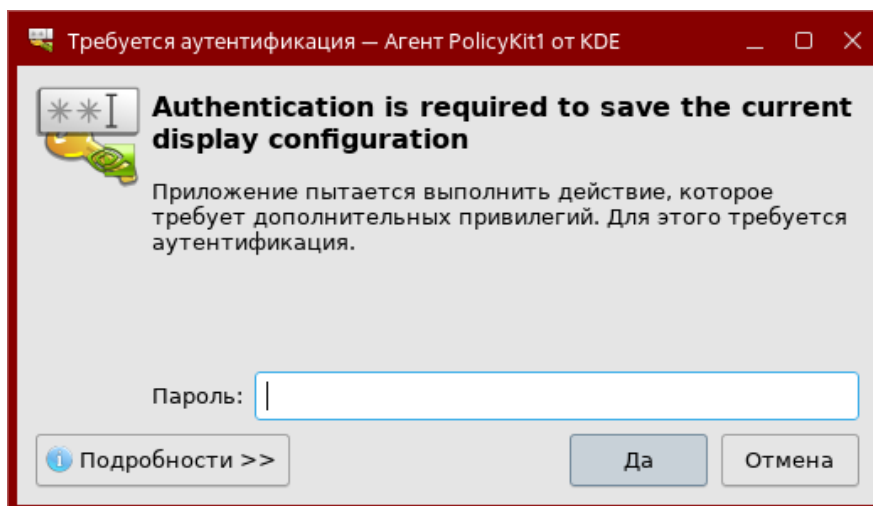 Требуется аутентификация — Агент PolicyKit1 от KDE
Authentication is required to save the current
display configuration
Приложение пытается выполнить действие, которое
требует дополнительных привилегий. Для этого требуется
аутентификация.
Пароль:
Подробности >>
Да
Отмена